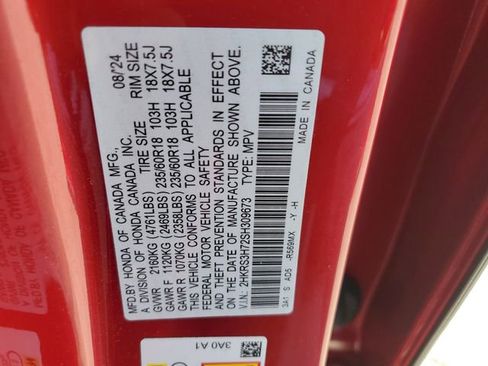 MFD.BY HONDA OF CANADA MFG., 08/24
A DIVISION OF HONDA CANADA INC.
TIRE SIZE RIM SIZE
GVWR 2160KG (4761LBS)
GAWR F 1120KG (2469LBS) 235/60R18 103H 18X7.5J
GAWR R 1070KG (2358LBS) 235/60R18 103H 18X7.5J
THIS VEHICLE CONFORMS TO ALL APPLICABLE
FEDERAL MOTOR VEHICLE SAFETY
AND THEFT PREVENTION STANDARDS IN EFFECT
ON THE DATE OF MANUFACTURE SHOWN ABOVE.
V.I.N.: 2HKRS3H72SH309673 TYPE: MPV
3A1 S AD5 -R569MX -Y -H
MADE IN CANADA
3A0 A1